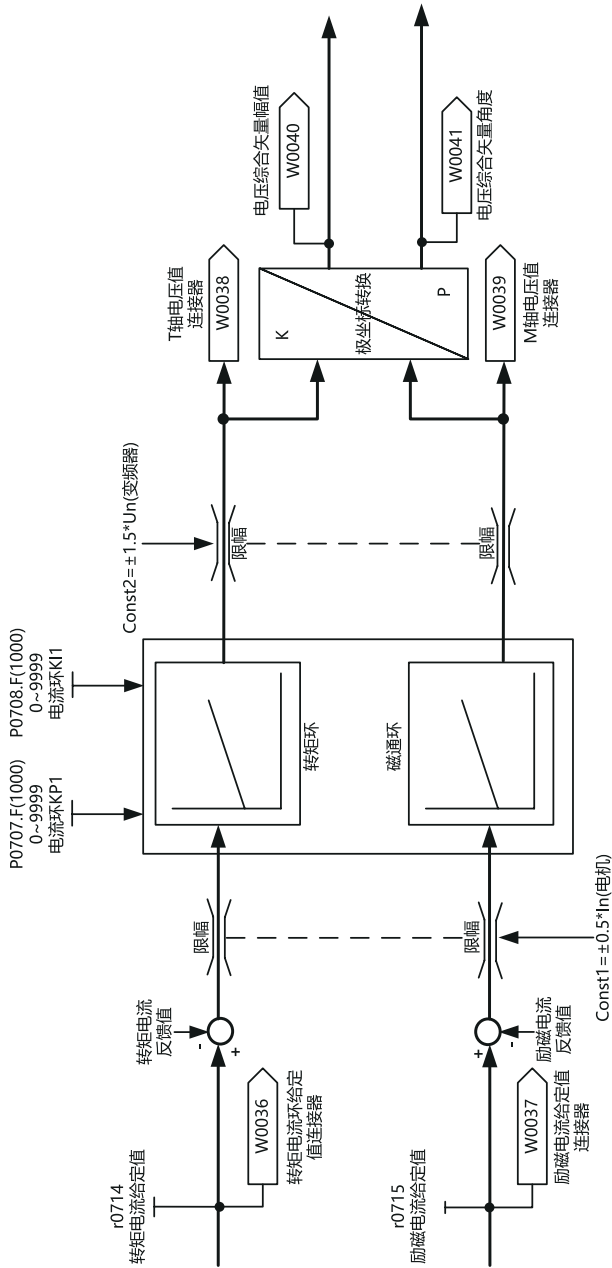 r0714
转矩电流给定值
W0036
转矩电流环给定
值连接器
转矩电流
反馈值
-
+
限幅
P0707.F(1000)
0~9999
电流环KP1
P0708.F(1000)
0~9999
电流环KI1
转矩环
Const2=±1.5*Un(变频器)
限幅
T轴电压值
连接器
W0038
K
极坐标转换
P
电压综合矢量幅值
W0040
W0041
电压综合矢量角度
r0715
励磁电流给定值
W0037
励磁电流给定值
连接器
+
-
励磁电流
反馈值
限幅
Const1=±0.5*In(电机)
磁通环
限幅
W0039
M轴电压值
连接器